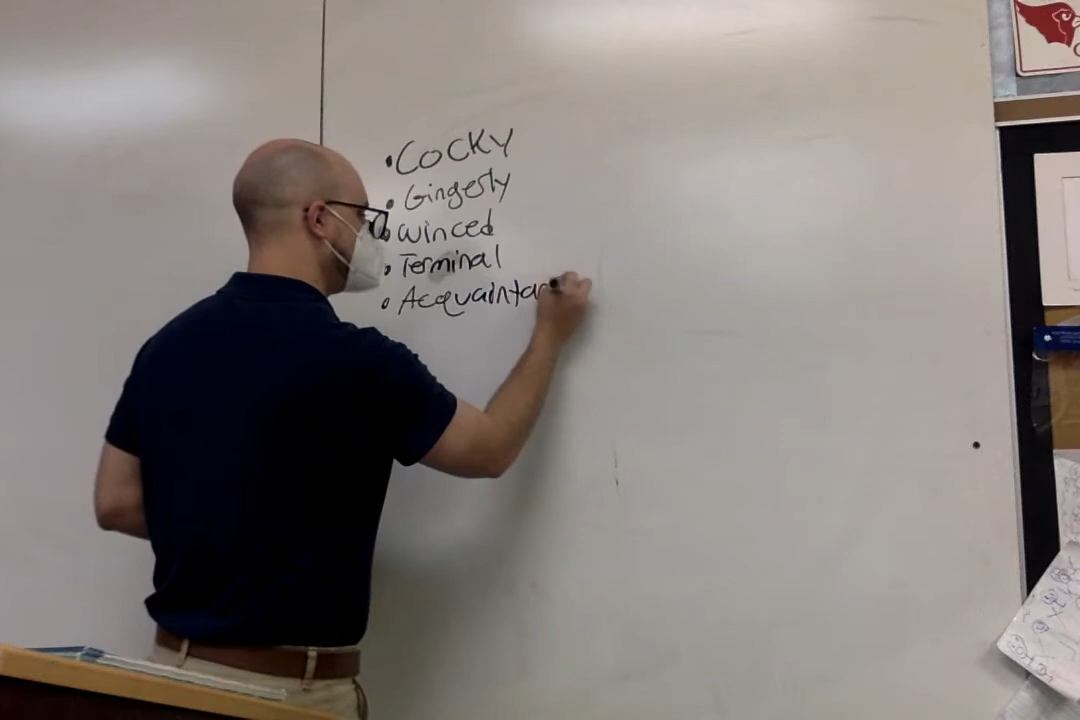 • Cocky
• Gingerly
• Winced
• Terminal
• Acquaintan